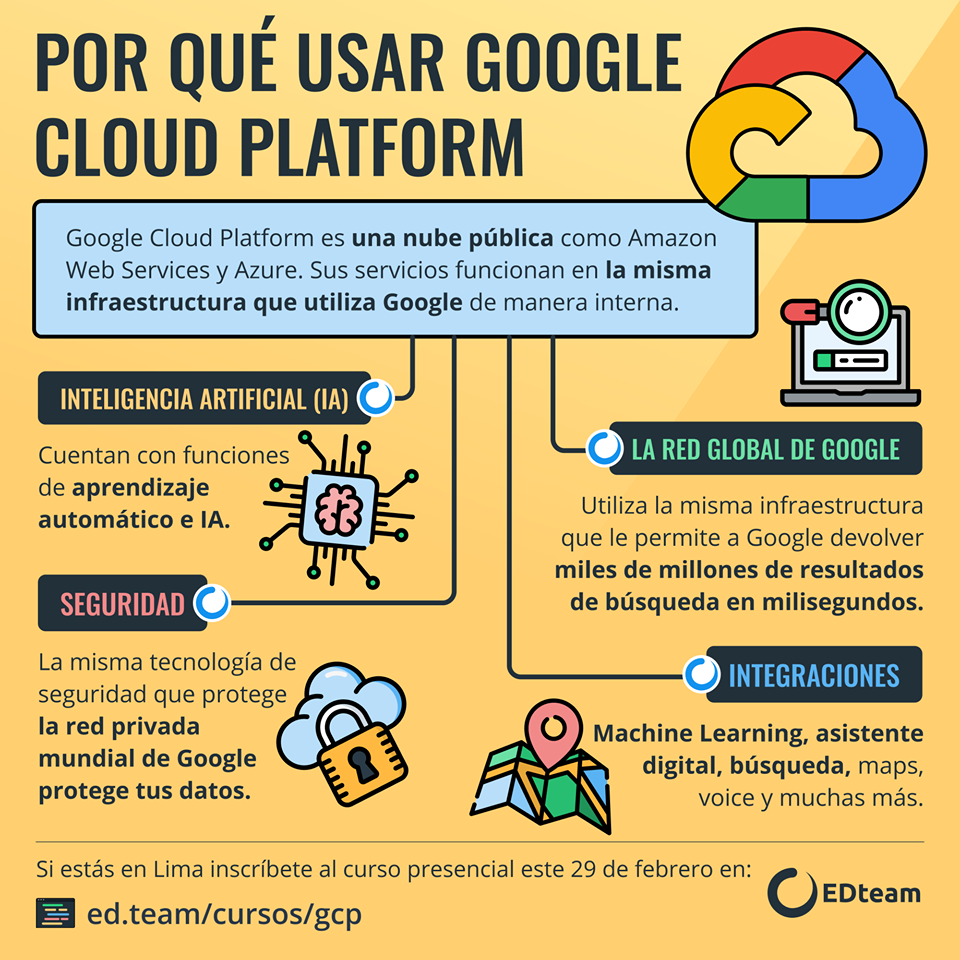 POR QUÉ USAR GOOGLE
CLOUD PLATFORM
Google Cloud Platform es una nube pública como Amazon
Web Services y Azure. Sus servicios funcionan en la misma
infraestructura que utiliza Google de manera interna.
INTELIGENCIA ARTIFICIAL (IA)
Cuentan con funciones
de aprendizaje
automático e IA.
LA RED GLOBAL DE GOOGLE
Utiliza la misma infraestructura
que le permite a Google devolver
miles de millones de resultados
de búsqueda en milisegundos.
SEGURIDAD
La misma tecnología de
seguridad que protege
la red privada
mundial de Google
protege tus datos.
INTEGRACIONES
Machine Learning, asistente
digital, búsqueda, maps,
voice y muchas más.
Si estás en Lima inscríbete al curso presencial este 29 de febrero en:
ed.team/cursos/gcp
EDteam